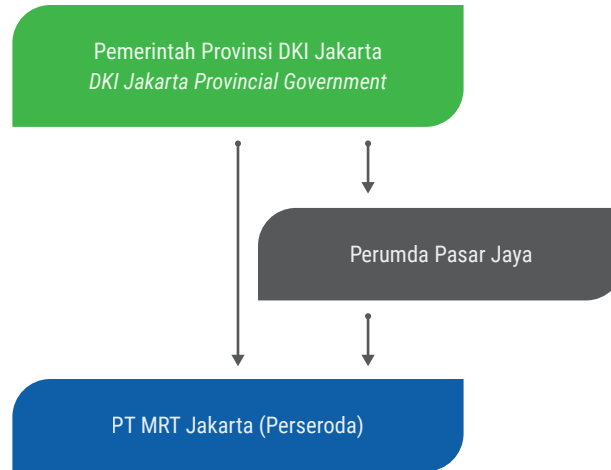 Pemerintah Provinsi DKI Jakarta
DKI Jakarta Provincial Government
Perumda Pasar Jaya
PT MRT Jakarta (Perseroda)